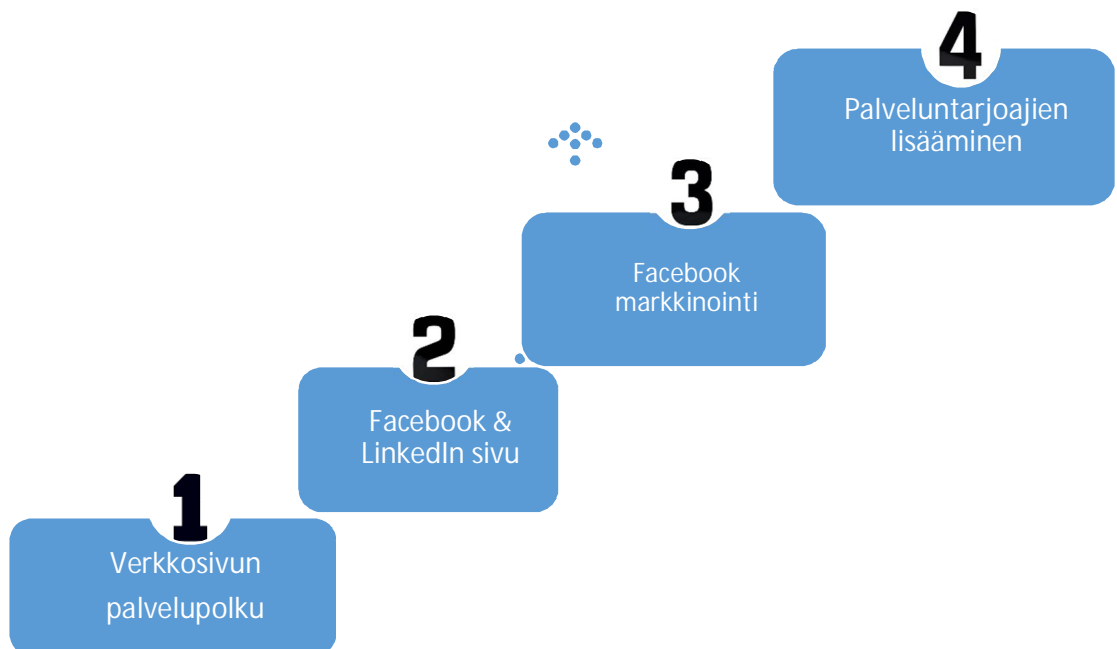 4
Palveluntarjoajien
lisääminen
3
Facebook
markkinointi
2
Facebook &
LinkedIn sivu
1
Verkkosivun
palvelupolku